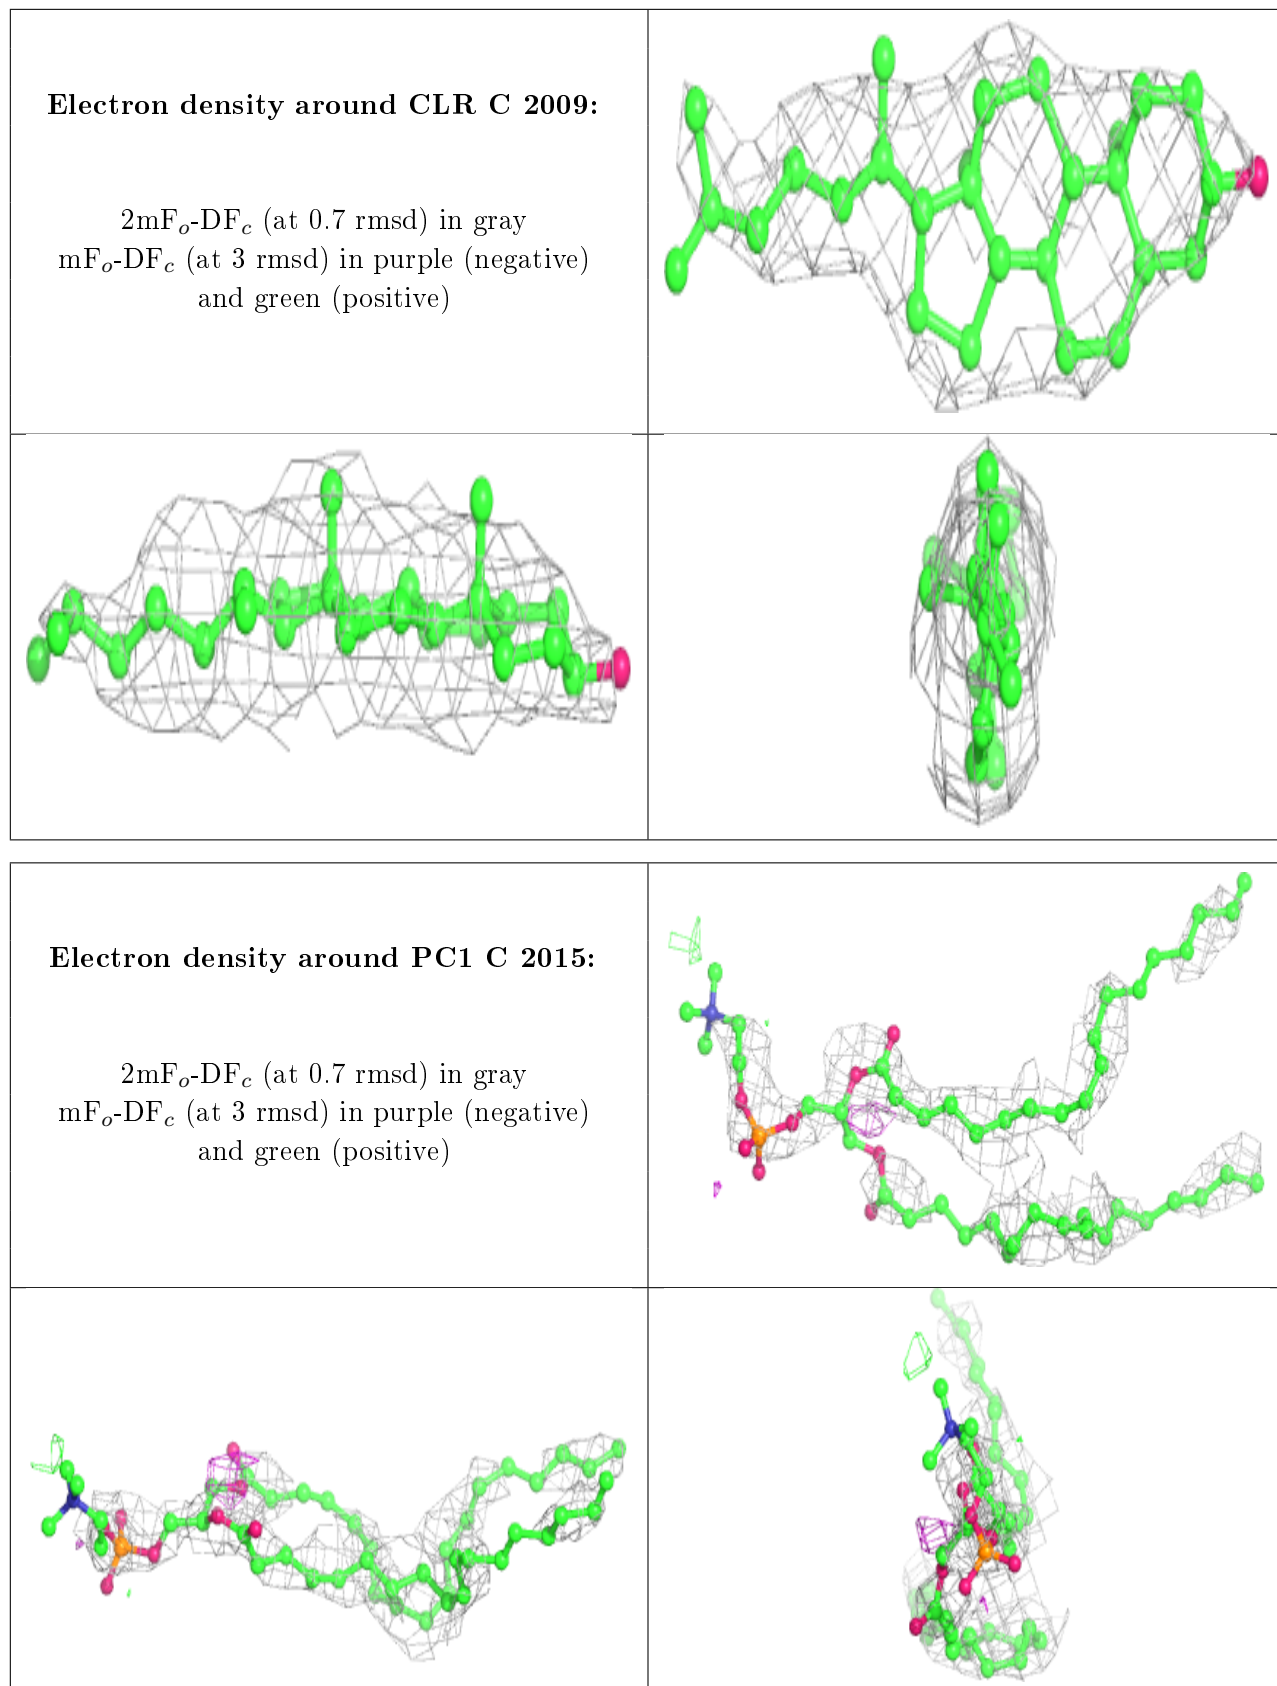 Electron density around CLR C 2009:
2mFo-DFc (at 0.7 rmsd) in gray
mFo-DFc (at 3 rmsd) in purple (negative)
and green (positive)
Electron density around PC1 C 2015:
2mFo-DFc (at 0.7 rmsd) in gray
mFo-DFc (at 3 rmsd) in purple (negative)
and green (positive)